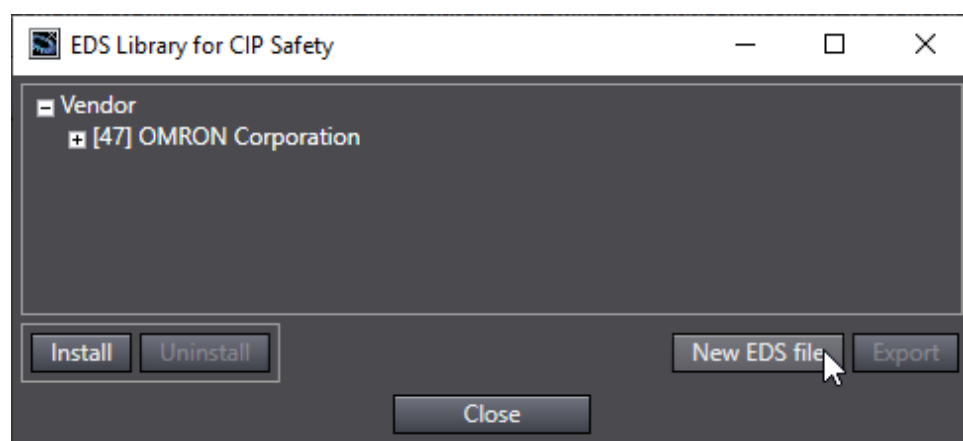 EDS Library for CIP Safety
Vendor
[47] OMRON Corporation
Install Uninstall New EDS file Export
Close